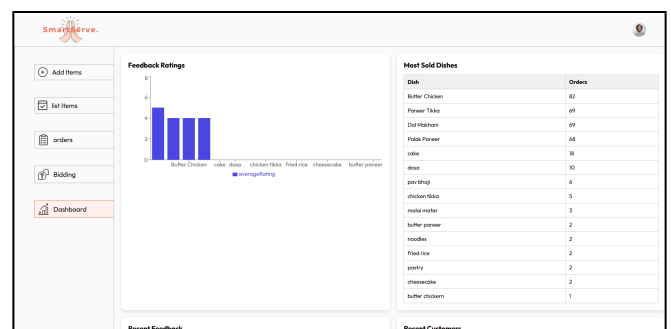 SmartServe.
Add Items
list Items
orders
Bidding
Dashboard
Feedback Ratings
8
6
4
2
0
Butter Chicken cake dosa chicken tikka fried rice cheesecake butter paneer
averageRating
Most Sold Dishes
Dish Orders
Butter Chicken 82
Paneer Tikka 69
Dal Makhani 69
Palak Paneer 68
cake 18
dosa 10
pav bhaji 6
chicken tikka 5
malai matar 3
butter paneer 2
noodles 2
fried rice 2
pastry 2
cheesecake 2
butter chickern 1
Recent Feedback
Recent Customers